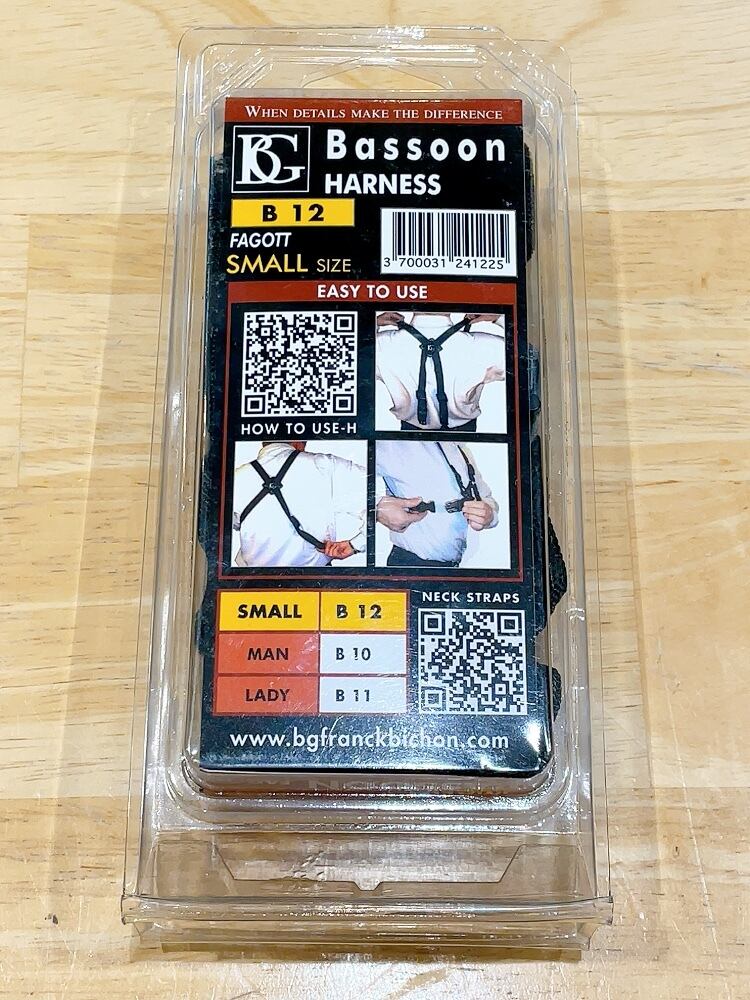 WHEN DETAILS MAKE THE DIFFERENCE
BG Bassoon
HARNESS
B 12
FAGOTT
SMALL SIZE
3 700031 241225
EASY TO USE
BG
HOW TO USE-H
NECK STRAPS
SMALL B 12
MAN B 10
LADY B 11
www.bgfranckbichon.com